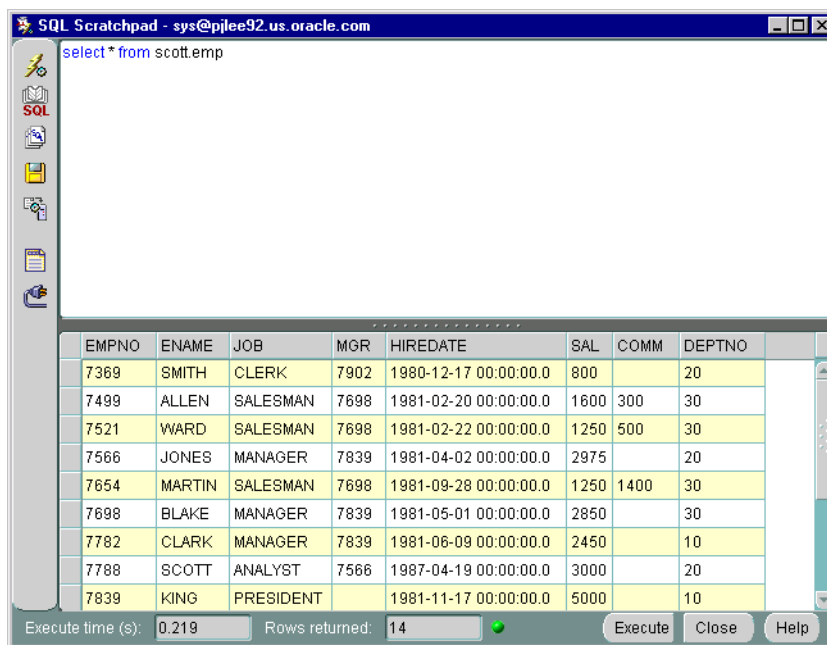 SQL Scratchpad - sys@pjlee92.us.oracle.com
select * from scott.emp
SQL
EMPNO ENAME JOB MGR HIREDATE SAL COMM DEPTNO
7369 SMITH CLERK 7902 1980-12-17 00:00:00.0 800 20
7499 ALLEN SALESMAN 7698 1981-02-20 00:00:00.0 1600 300 30
7521 WARD SALESMAN 7698 1981-02-22 00:00:00.0 1250 500 30
7566 JONES MANAGER 7839 1981-04-02 00:00:00.0 2975 20
7654 MARTIN SALESMAN 7698 1981-09-28 00:00:00.0 1250 1400 30
7698 BLAKE MANAGER 7839 1981-05-01 00:00:00.0 2850 30
7782 CLARK MANAGER 7839 1981-06-09 00:00:00.0 2450 10
7788 SCOTT ANALYST 7566 1987-04-19 00:00:00.0 3000 20
7839 KING PRESIDENT 1981-11-17 00:00:00.0 5000 10
Execute time (s): 0.219 Rows returned: 14 Execute Close Help